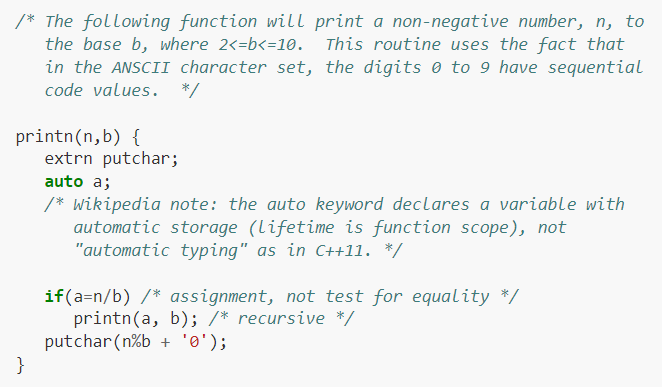 /* The following function will print a non-negative number, n, to
   the base b, where 2<=b<=10.  This routine uses the fact that
   in the ANSCII character set, the digits 0 to 9 have sequential
   code values.  */

printn(n,b) {
   extrn putchar;
   auto a;
   /* Wikipedia note: the auto keyword declares a variable with
      automatic storage (lifetime is function scope), not
      "automatic typing" as in C++11. */

   if(a=n/b) /* assignment, not test for equality */
      printn(a, b); /* recursive */
   putchar(n%b + '0');
}